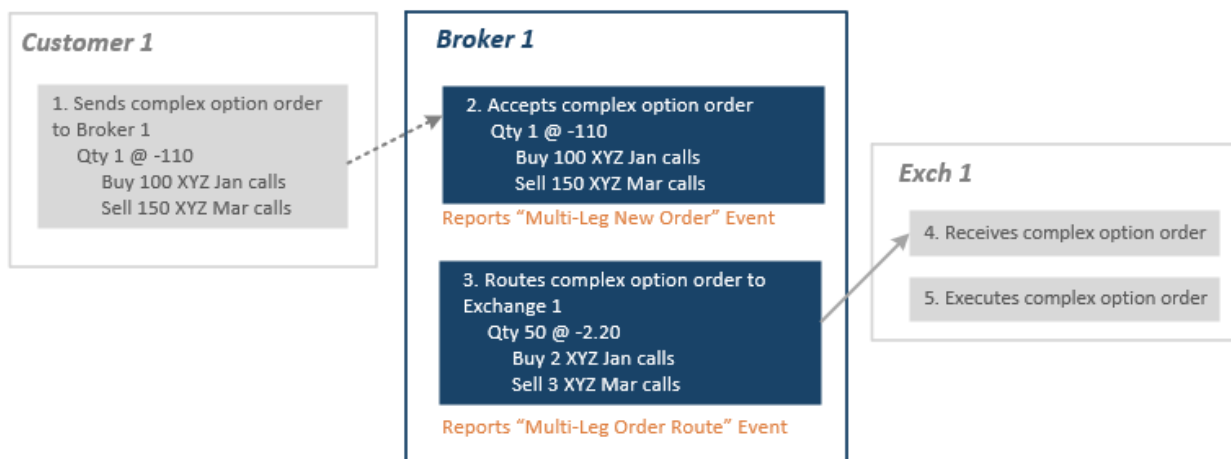 Customer 1
1. Sends complex option order
to Broker 1
Qty 1 @ -110
Buy 100 XYZ Jan calls
Sell 150 XYZ Mar calls
Broker 1
2. Accepts complex option order
Qty 1 @ -110
Buy 100 XYZ Jan calls
Sell 150 XYZ Mar calls
Reports “Multi-Leg New Order” Event
3. Routes complex option order to
Exchange 1
Qty 50 @ -2.20
Buy 2 XYZ Jan calls
Sell 3 XYZ Mar calls
Reports “Multi-Leg Order Route” Event
Exch 1
4. Receives complex option order
5. Executes complex option order